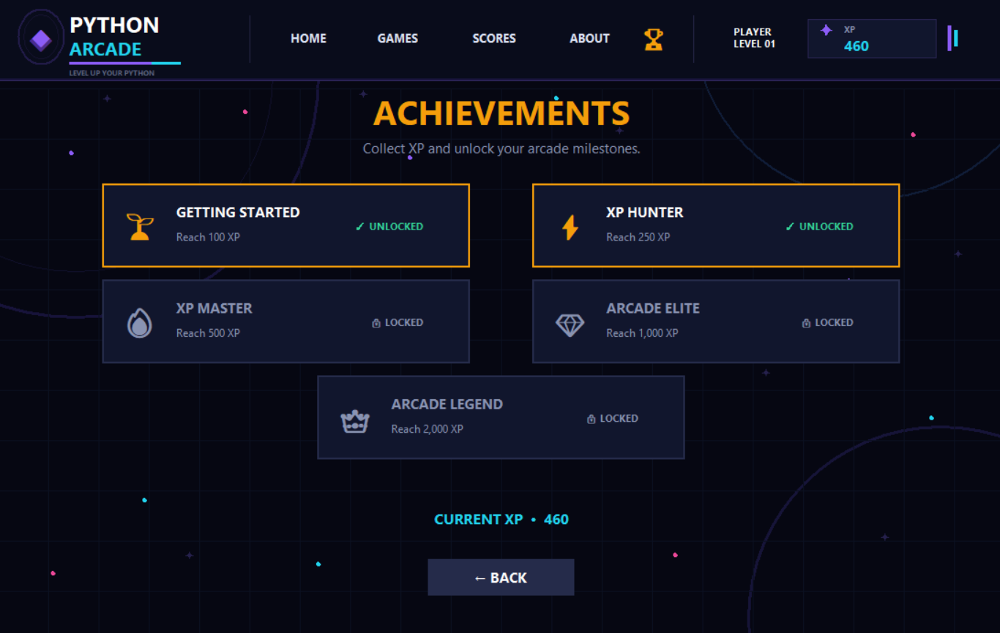 PYTHON
ARCADE
LEVEL UP YOUR PYTHON
HOME
GAMES
SCORES
ABOUT
PLAYER
LEVEL 01
XP
460
ACHIEVEMENTS
Collect XP and unlock your arcade milestones.
GETTING STARTED
Reach 100 XP
✓ UNLOCKED
XP HUNTER
Reach 250 XP
✓ UNLOCKED
XP MASTER
Reach 500 XP
LOCKED
ARCADE ELITE
Reach 1,000 XP
LOCKED
ARCADE LEGEND
Reach 2,000 XP
LOCKED
CURRENT XP • 460
← BACK